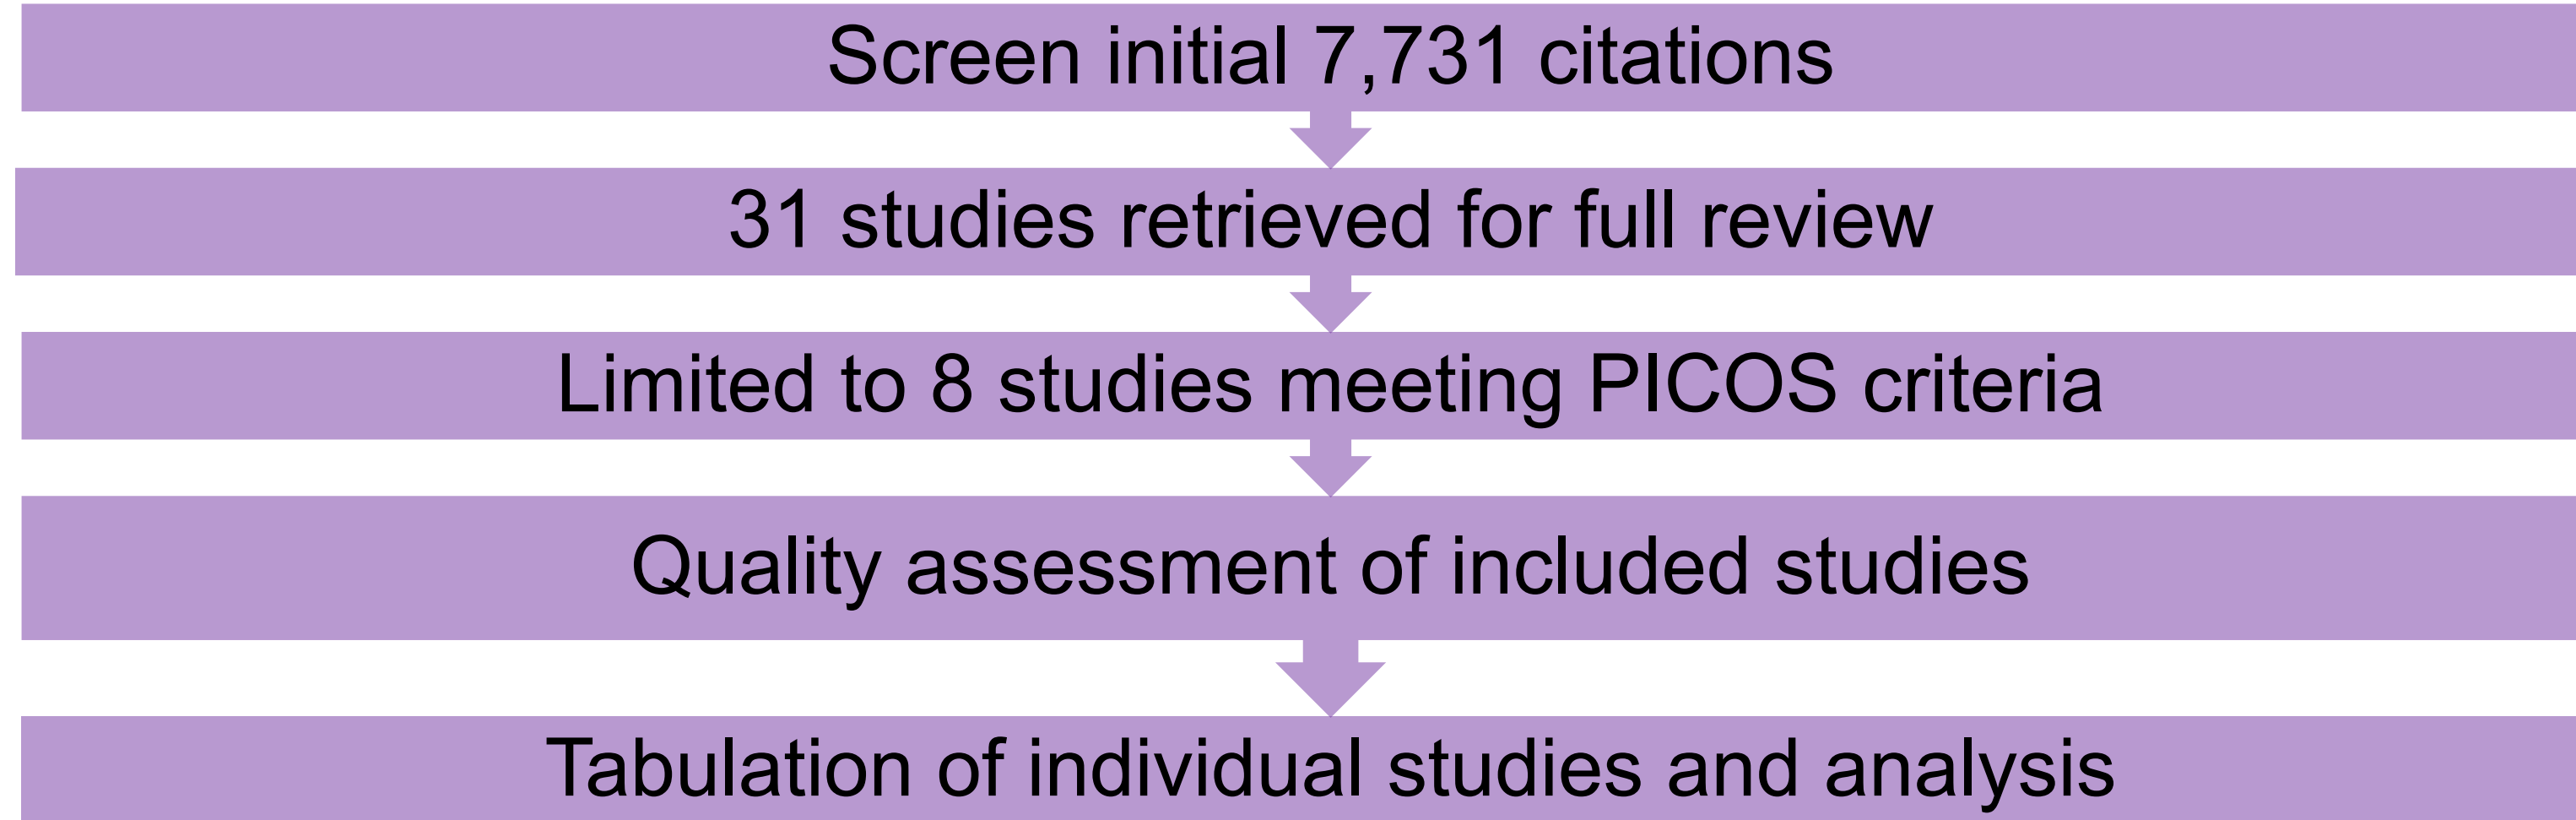 Screen initial 7,731 citations
31 studies retrieved for full review
Limited to 8 studies meeting PICOS criteria
Quality assessment of included studies
Tabulation of individual studies and analysis